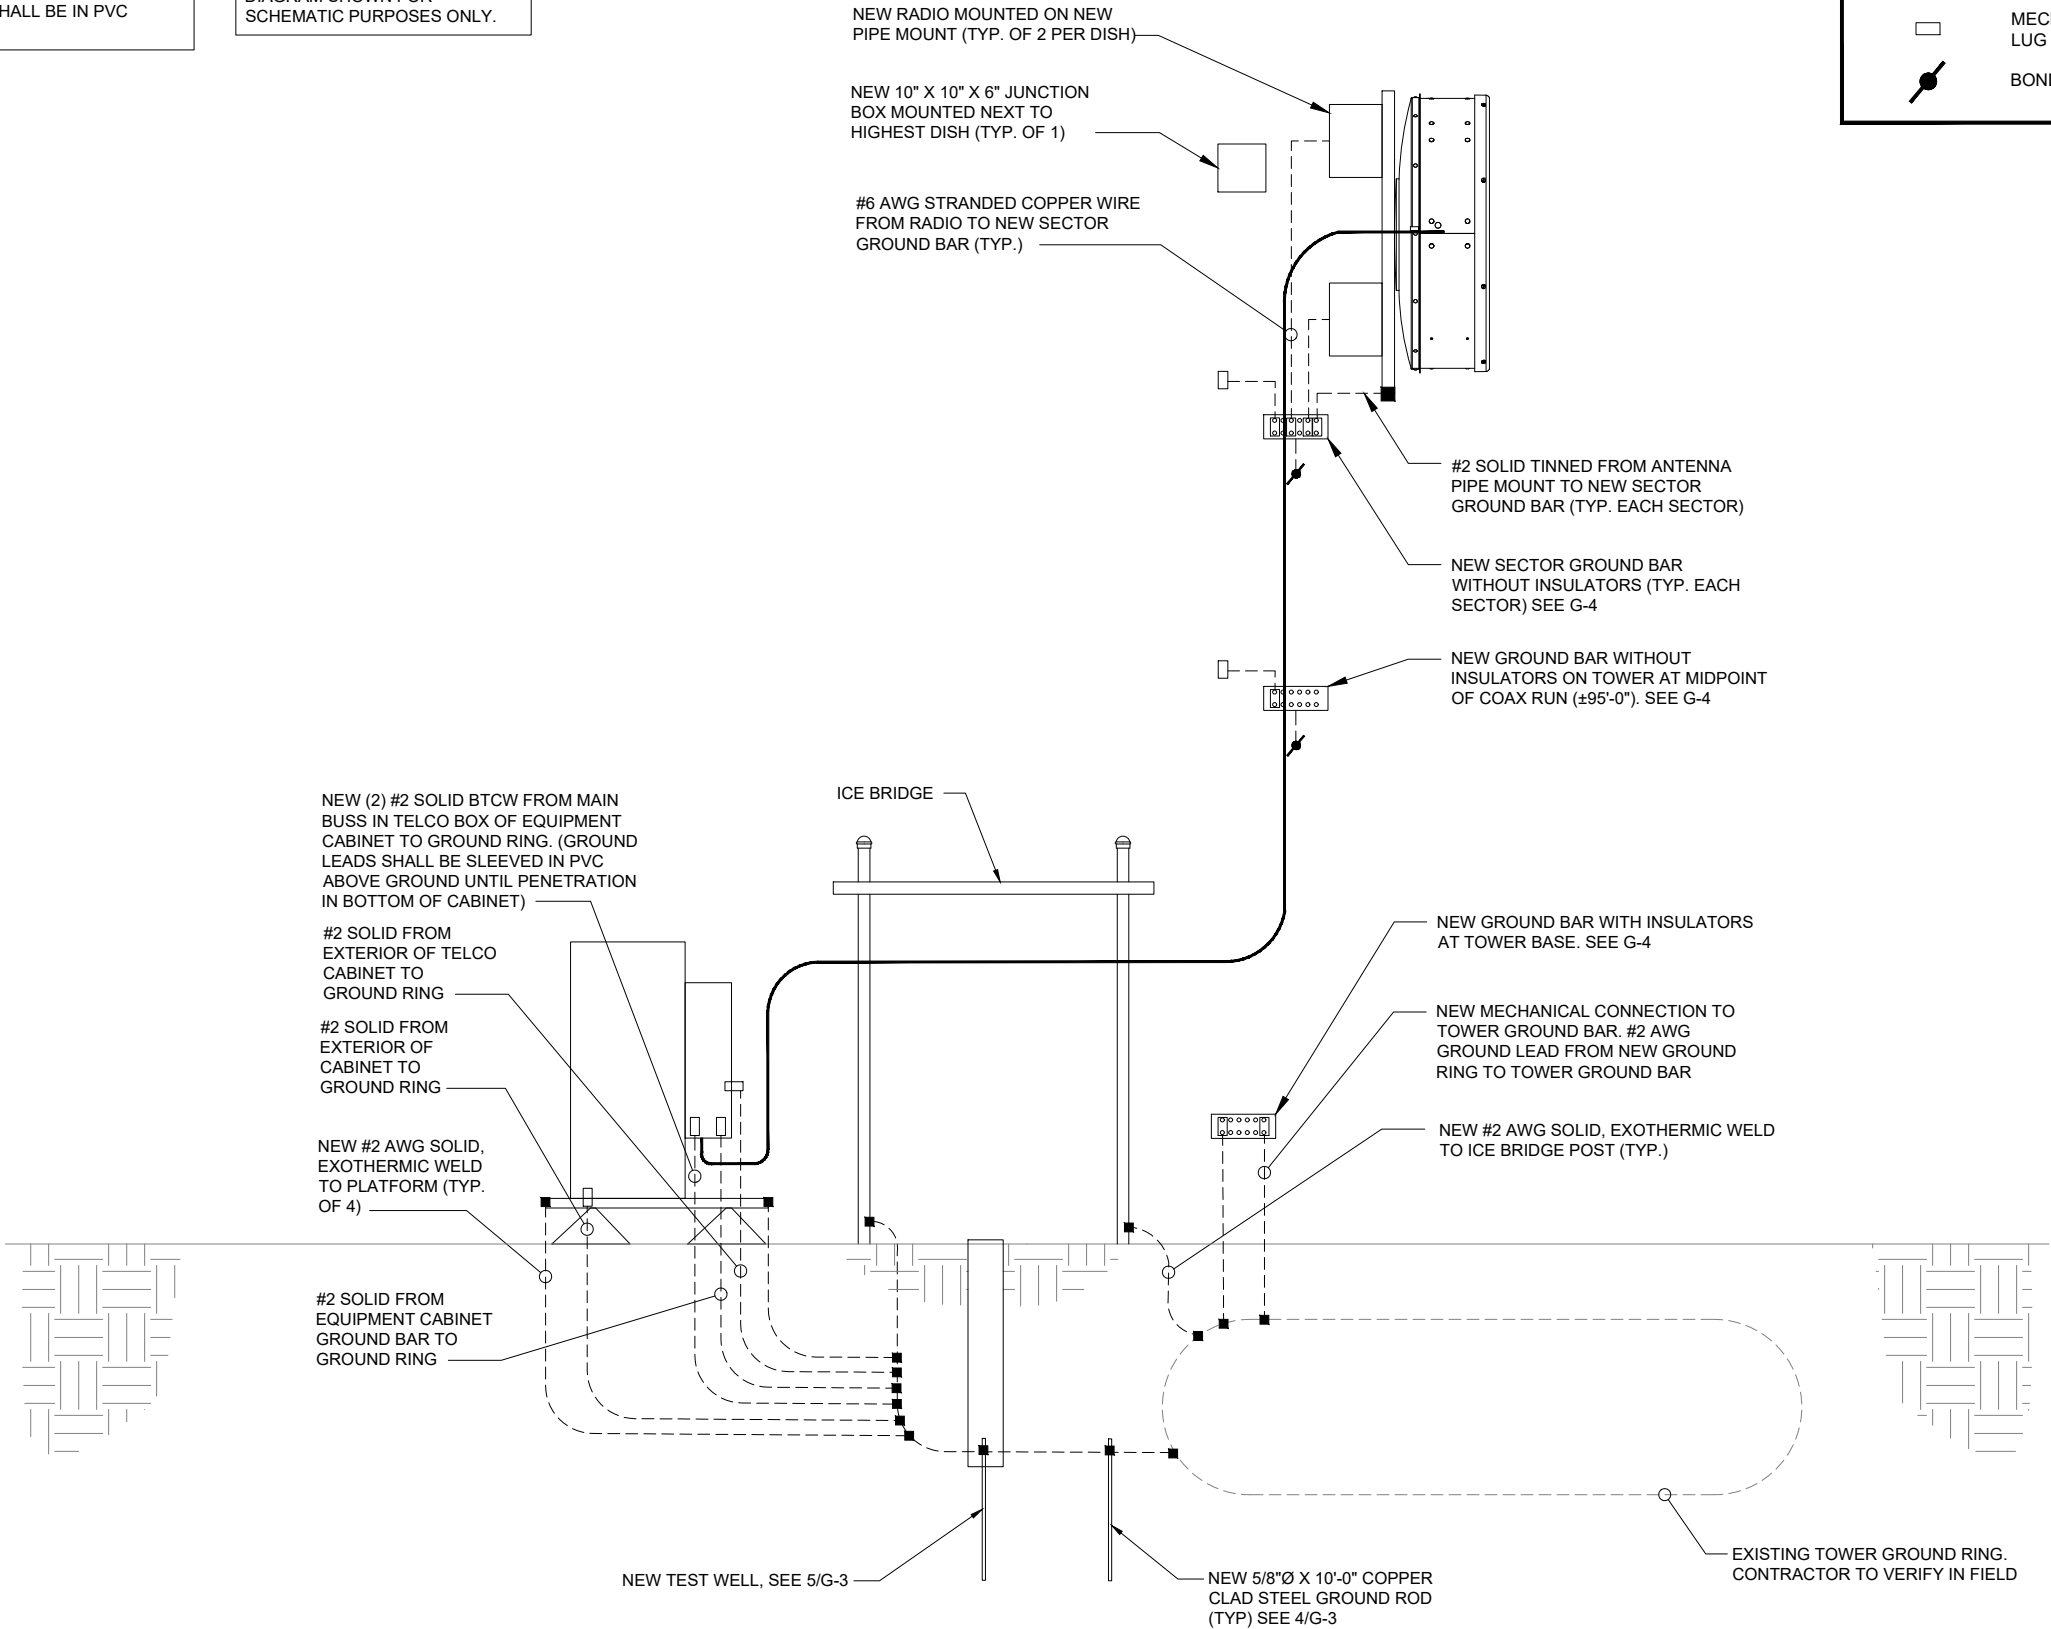 SHALL BE IN PVC
SCHEMATIC PURPOSES ONLY.
NEW RADIO MOUNTED ON NEW
PIPE MOUNT (TYP. OF 2 PER DISH)
LUG
NEW 10" X 10" X 6" JUNCTION
BOX MOUNTED NEXT TO
HIGHEST DISH (TYP. OF 1)
#6 AWG STRANDED COPPER WIRE
FROM RADIO TO NEW SECTOR
GROUND BAR (TYP.)
#2 SOLID TINNED FROM ANTENNA
PIPE MOUNT TO NEW SECTOR
GROUND BAR (TYP. EACH SECTOR)
NEW SECTOR GROUND BAR
WITHOUT INSULATORS (TYP. EACH
SECTOR) SEE G-4
NEW GROUND BAR WITHOUT
INSULATORS ON TOWER AT MIDPOINT
OF COAX RUN (±95'-0"). SEE G-4
NEW (2) #2 SOLID BTCW FROM MAIN
BUSS IN TELCO BOX OF EQUIPMENT
CABINET TO GROUND RING. (GROUND
LEADS SHALL BE SLEEVED IN PVC
ABOVE GROUND UNTIL PENETRATION
IN BOTTOM OF CABINET)
ICE BRIDGE
#2 SOLID FROM
EXTERIOR OF TELCO
CABINET TO
GROUND RING
#2 SOLID FROM
EXTERIOR OF
CABINET TO
GROUND RING
NEW #2 AWG SOLID,
EXOTHERMIC WELD
TO PLATFORM (TYP.
OF 4)
#2 SOLID FROM
EQUIPMENT CABINET
GROUND BAR TO
GROUND RING
NEW GROUND BAR WITH INSULATORS
AT TOWER BASE. SEE G-4
NEW MECHANICAL CONNECTION TO
TOWER GROUND BAR. #2 AWG
GROUND LEAD FROM NEW GROUND
RING TO TOWER GROUND BAR
NEW #2 AWG SOLID, EXOTHERMIC WELD
TO ICE BRIDGE POST (TYP.)
NEW TEST WELL, SEE 5/G-3
NEW 5/8"Ø X 10'-0" COPPER
CLAD STEEL GROUND ROD
(TYP) SEE 4/G-3
EXISTING TOWER GROUND RING.
CONTRACTOR TO VERIFY IN FIELD